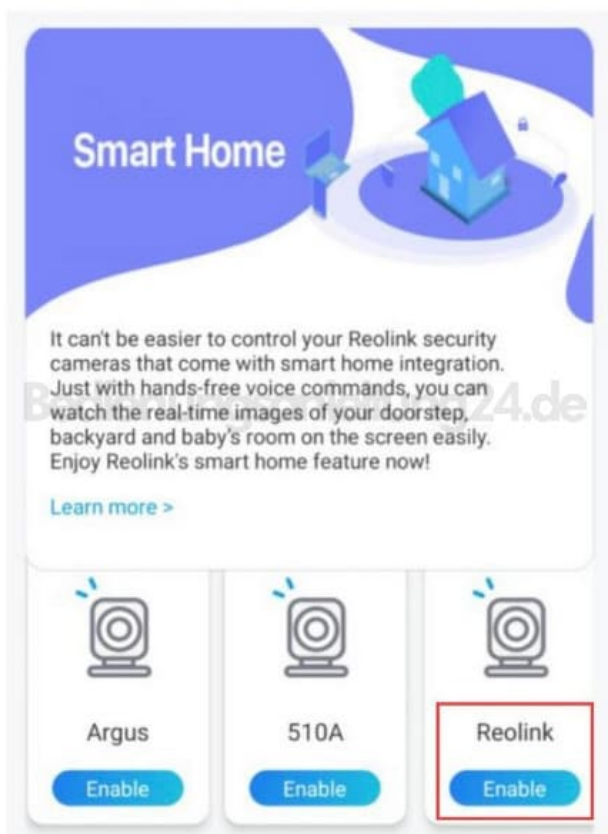 Smart Home
It can't be easier to control your Reolink security
cameras that come with smart home integration.
Just with hands-free voice commands, you can
watch the real-time images of your doorstep,
backyard and baby's room on the screen easily.
Enjoy Reolink's smart home feature now!
Learn more >
Argus
510A
Reolink
Enable
Enable
Enable